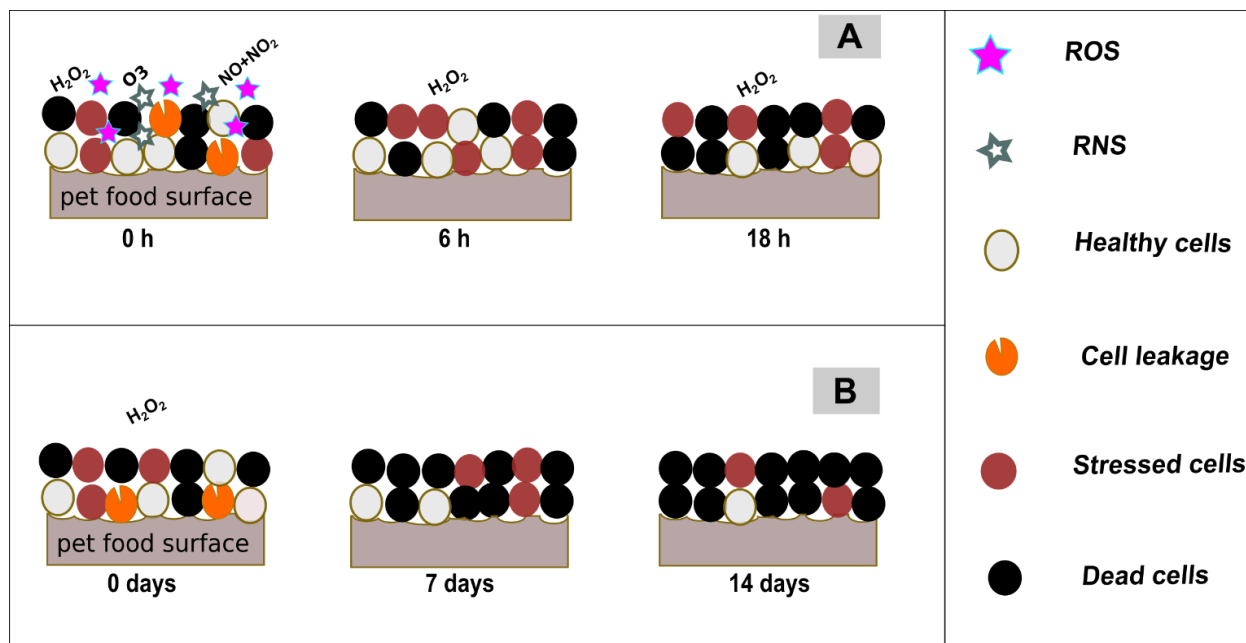 A
H₂O₂
O3
NO+NO₂
H₂O₂
H₂O₂
pet food surface
0 h
6 h
18 h
B
H₂O₂
pet food surface
0 days
7 days
14 days
ROS
RNS
Healthy cells
Cell leakage
Stressed cells
Dead cells